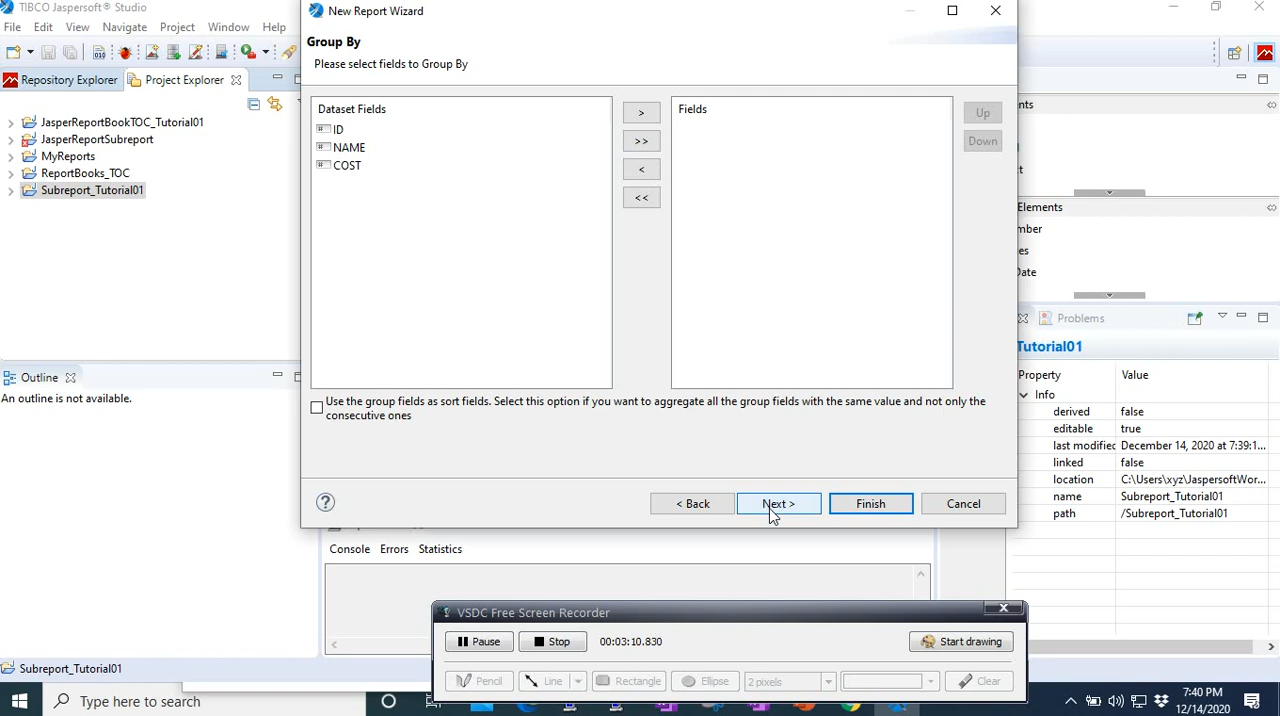 TIBCO Jaspersoft® Studio
File Edit View Navigate Project Window Help
Repository Explorer Project Explorer
JasperReportBookTOC_Tutorial01
JasperReportSubreport
MyReports
ReportBooks_TOC
Subreport_Tutorial01
Outline
An outline is not available.
New Report Wizard
Group By
Please select fields to Group By
Dataset Fields
ID
NAME
COST
>
>>
<
<<
Fields
Up
Down
Use the group fields as sort fields. Select this option if you want to aggregate all the group fields with the same value and not only the
consecutive ones
< Back Next > Finish Cancel
ents
t
Elements
mber
es
Date
Problems
Tutorial01
Property Value
Info
derived false
editable true
last modified December 14, 2020 at 7:39:1...
linked false
location C:\Users\xyz\JaspersoftWor...
name Subreport_Tutorial01
path /Subreport_Tutorial01
Console Errors Statistics
VSDC Free Screen Recorder
Pause Stop 00:03:10.830 Start drawing
Pencil Line Rectangle Ellipse 2 pixels Clear
Subreport_Tutorial01
Type here to search
7:40 PM
12/14/2020